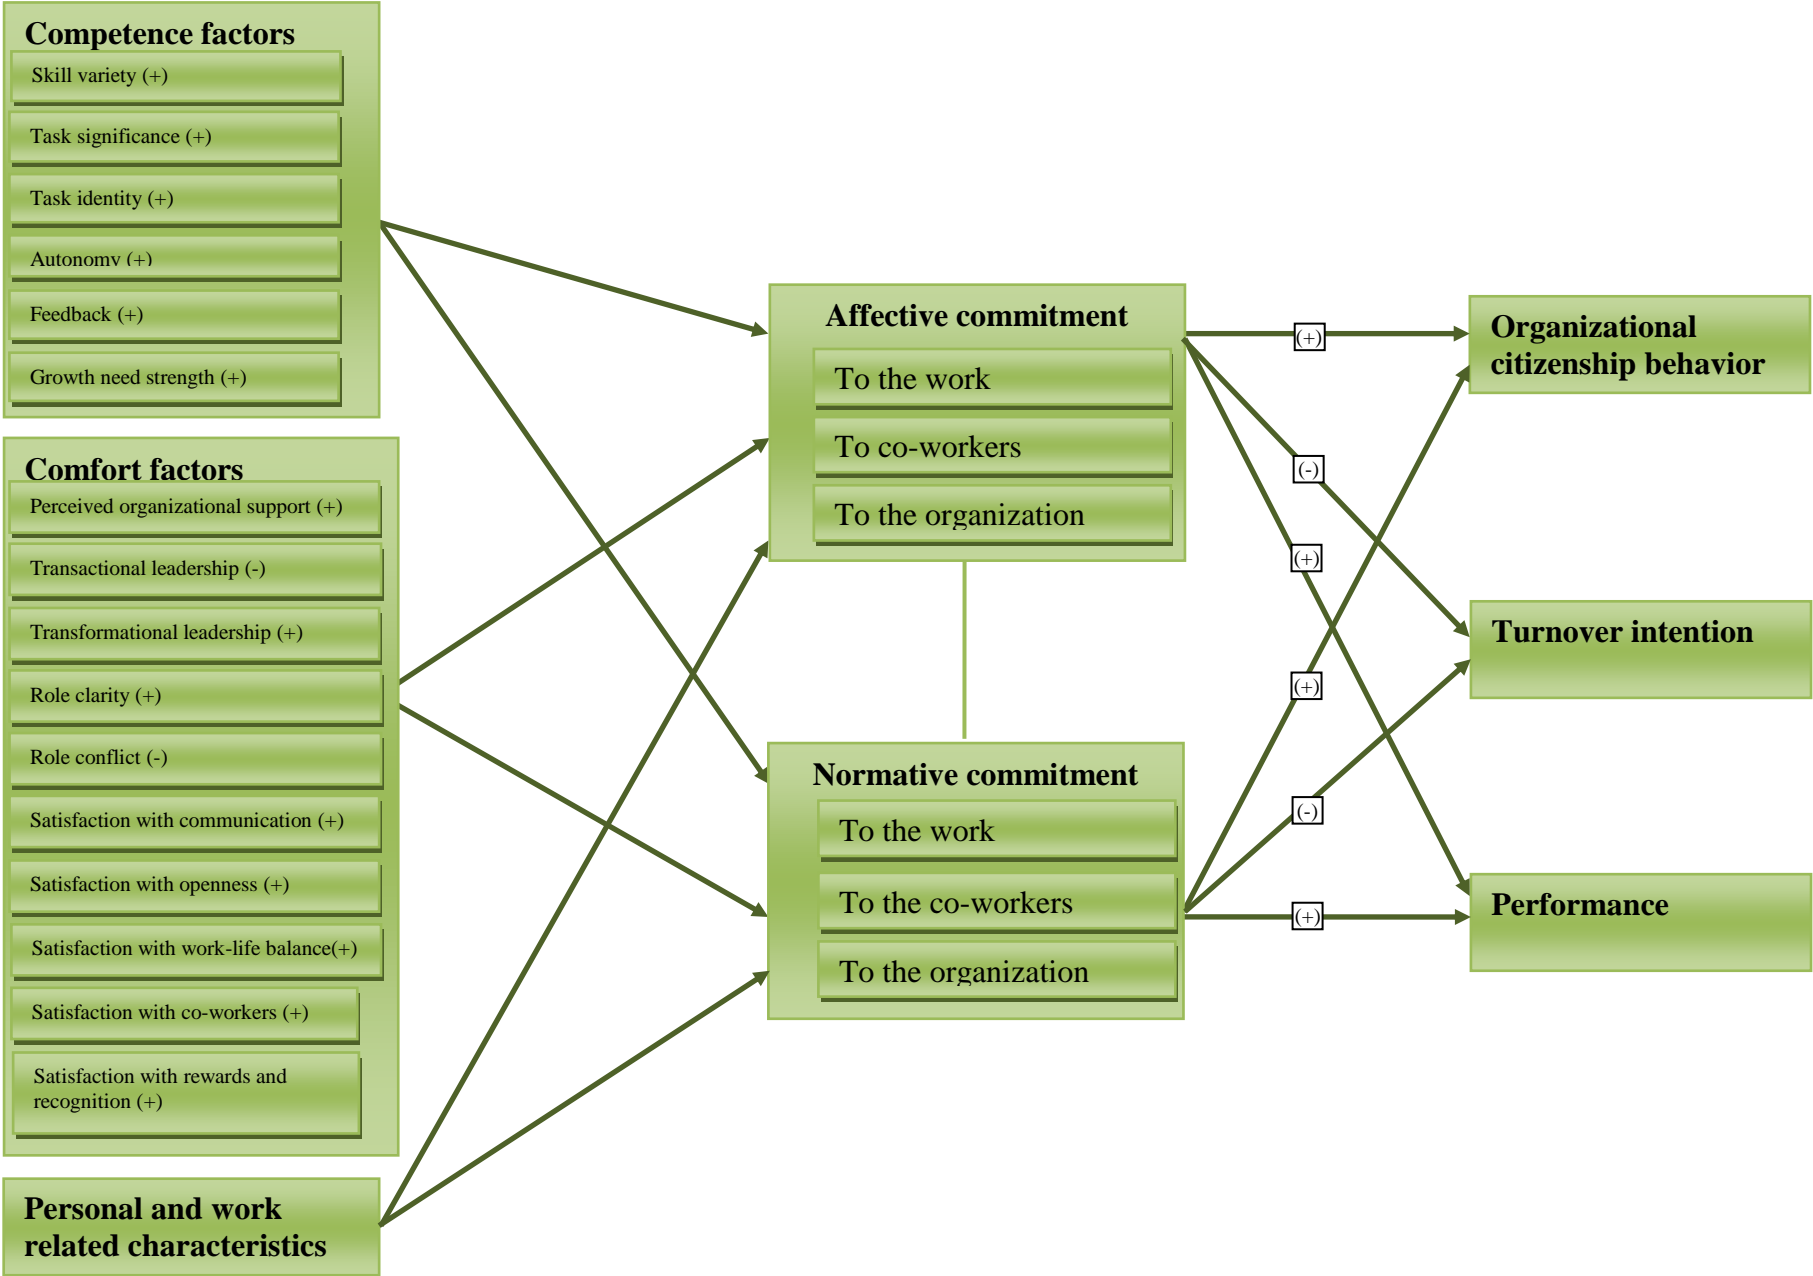 Competence factors
Skill variety (+)
Task significance (+)
Task identity (+)
Autonomy (+)
Feedback (+)
Growth need strength (+)
Comfort factors
Perceived organizational support (+)
Transactional leadership (-)
Transformational leadership (+)
Role clarity (+)
Role conflict (-)
Satisfaction with communication (+)
Satisfaction with openness (+)
Satisfaction with work-life balance(+)
Satisfaction with co-workers (+)
Satisfaction with rewards and
recognition (+)
Personal and work
related characteristics
Affective commitment
To the work
To co-workers
To the organization
Normative commitment
To the work
To the co-workers
To the organization
(+)
(-)
(+)
(+)
(-)
(+)
Organizational
citizenship behavior
Turnover intention
Performance